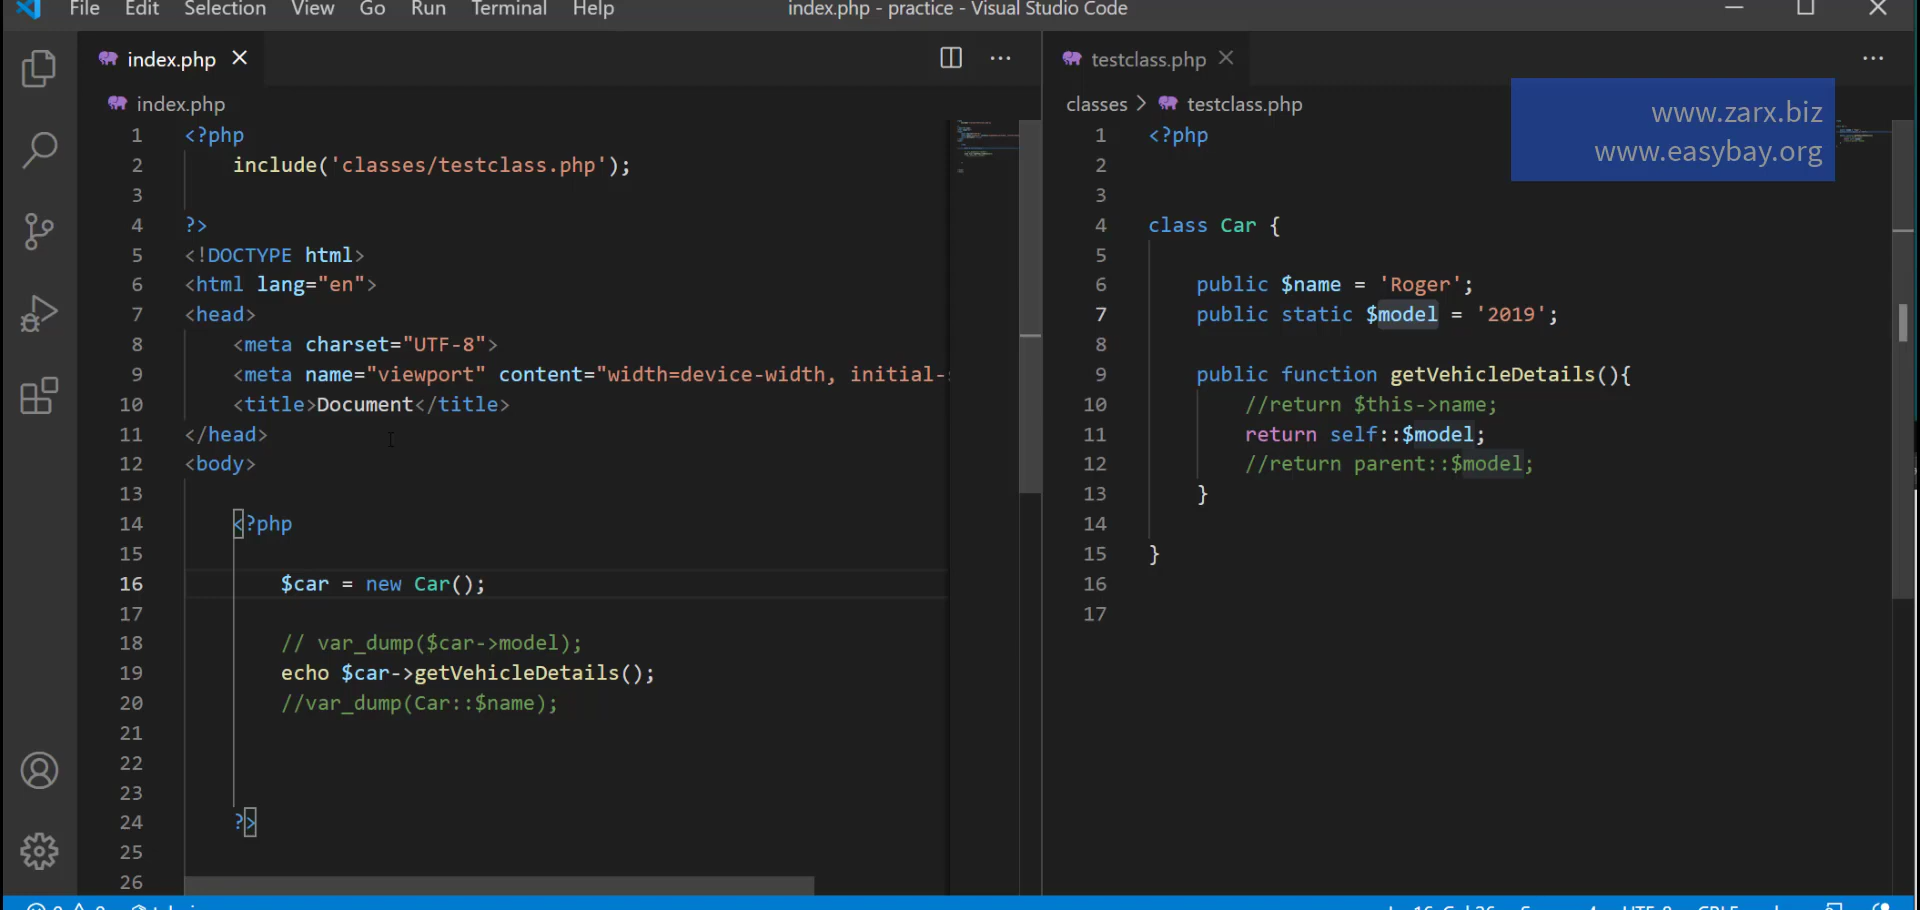 File Edit Selection View Go Run Terminal Help index.php - practice - Visual Studio Code
index.php
index.php
1 <?php
2 include('classes/testclass.php');
3
4 ?>
5 <!DOCTYPE html>
6 <html lang="en">
7 <head>
8 <meta charset="UTF-8">
9 <meta name="viewport" content="width=device-width, initial-
10 <title>Document</title>
11 </head>
12 <body>
13
14 <?php
15
16 $car = new Car();
17
18 // var_dump($car->model);
19 echo $car->getVehicleDetails();
20 //var_dump(Car::$name);
21
22
23
24 ?>
25
26
testclass.php
classes > testclass.php
www.zarx.biz
www.easybay.org
1 <?php
2
3
4 class Car {
5
6 public $name = 'Roger';
7 public static $model = '2019';
8
9 public function getVehicleDetails(){
10 //return $this->name;
11 return self::$model;
12 //return parent::$model;
13 }
14
15 }
16
17